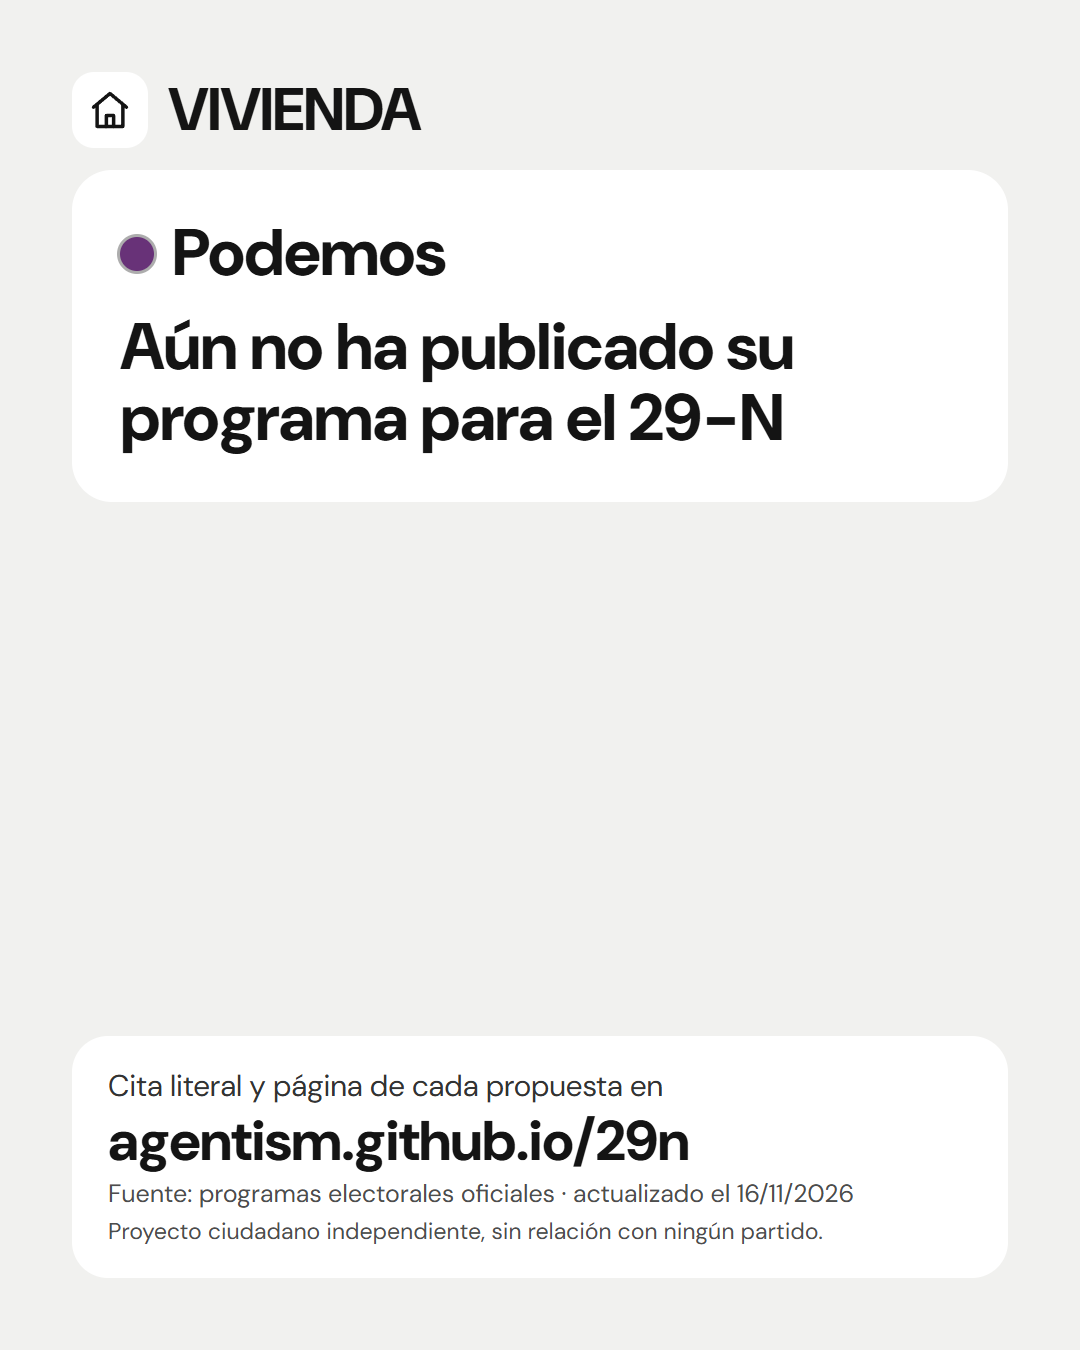 VIVIENDA
Podemos
Aún no ha publicado su
programa para el 29-N
Cita literal y página de cada propuesta en
agentism.github.io/29n
Fuente: programas electorales oficiales · actualizado el 16/11/2026
Proyecto ciudadano independiente, sin relación con ningún partido.